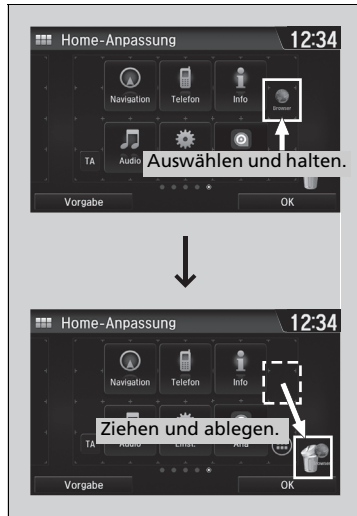 Home-Anpassung 12:34
Navigation Telefon Info Browser
TA Audio
Auswählen und halten.
Vorgabe OK
Home-Anpassung 12:34
Navigation Telefon Info
Ziehen und ablegen.
TA Audio Einst. Aha
Vorgabe OK